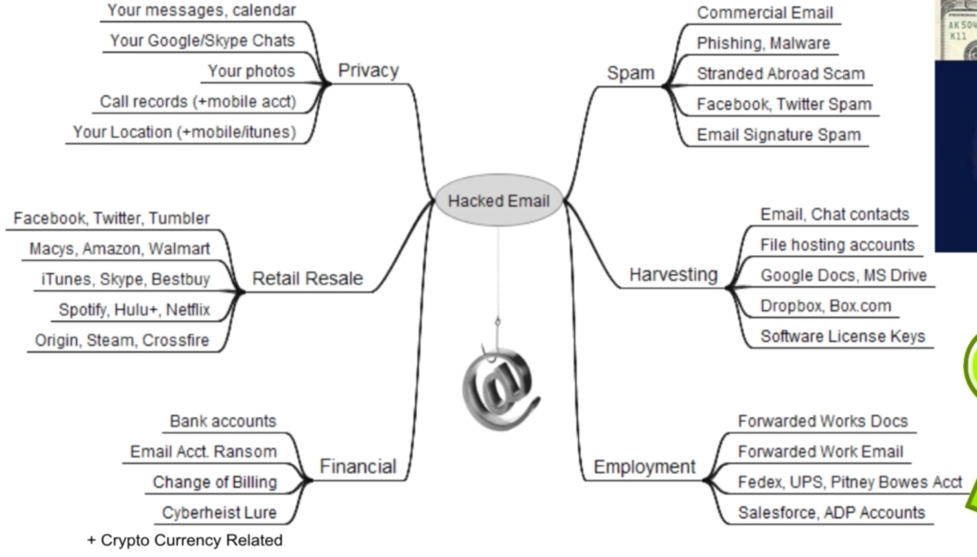 Your messages, calendar
Your Google/Skype Chats
Your photos
Call records (+mobile acct)
Your Location (+mobile/itunes)
Privacy
Commercial Email
Phishing, Malware
Stranded Abroad Scam
Facebook, Twitter Spam
Email Signature Spam
Spam
Hacked Email
Facebook, Twitter, Tumbler
Macys, Amazon, Walmart
iTunes, Skype, Bestbuy
Spotify, Hulu+, Netflix
Origin, Steam, Crossfire
Retail Resale
Email, Chat contacts
File hosting accounts
Google Docs, MS Drive
Dropbox, Box.com
Software License Keys
Harvesting
Bank accounts
Email Acct. Ransom
Change of Billing
Cyberheist Lure
Financial
+ Crypto Currency Related
Forwarded Works Docs
Forwarded Work Email
Fedex, UPS, Pitney Bowes Acct
Salesforce, ADP Accounts
Employment
K11